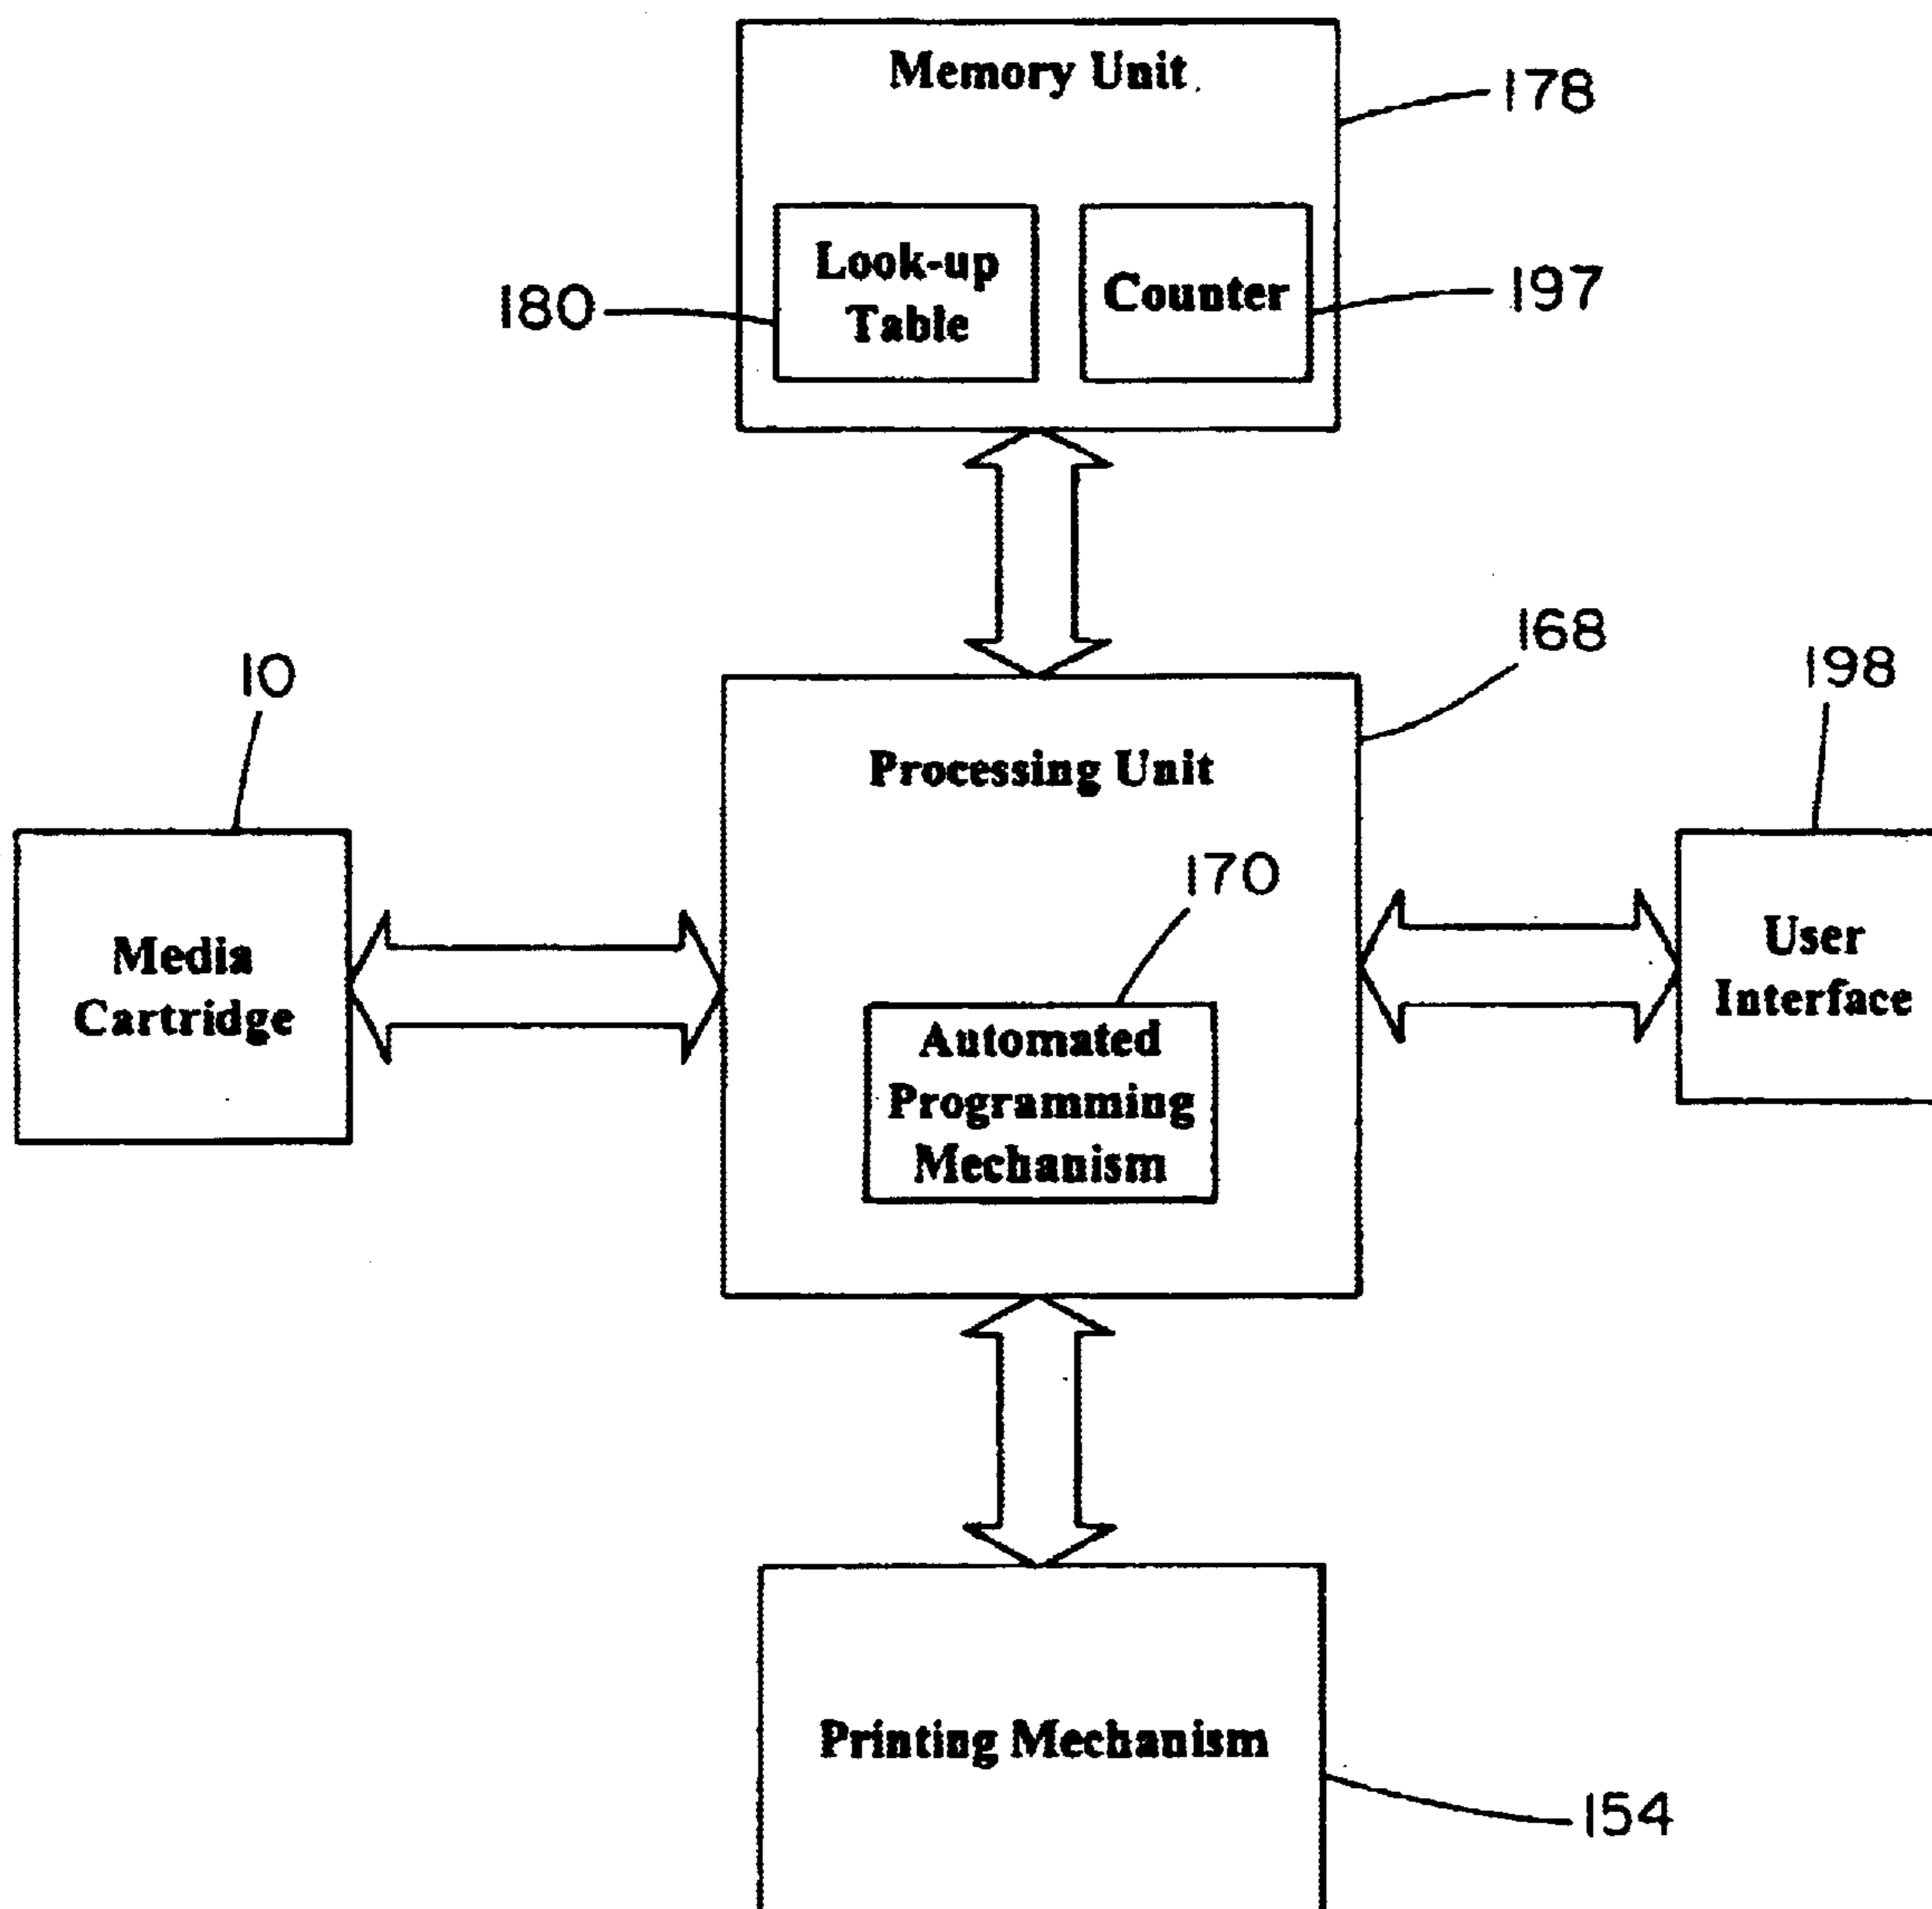 Memory Unit
178
Look-up
Table
Counter
180
197
168
10
198
Processing Unit
170
Media
Cartridge
User
Interface
Automated
Programming
Mechanism
Printing Mechanism
154